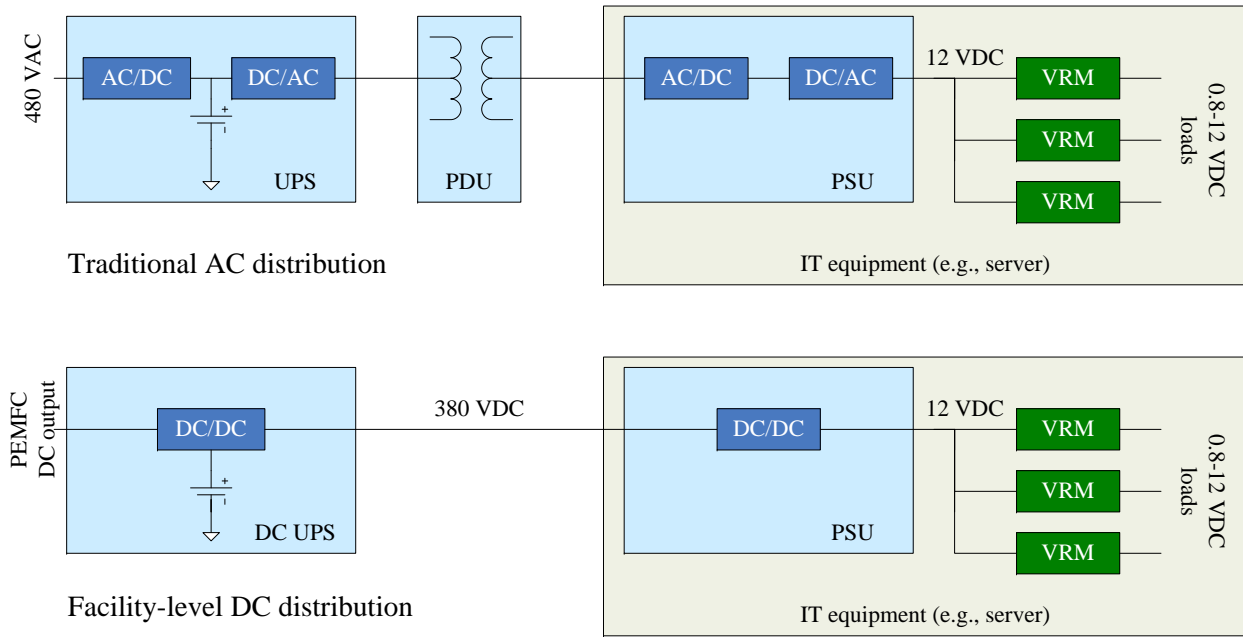 480 VAC
AC/DC
DC/AC
+
UPS
PDU
AC/DC
DC/AC
PSU
12 VDC
VRM
VRM
VRM
0.8-12 VDC
loads
IT equipment (e.g., server)
Traditional AC distribution
PEMFC
DC output
DC/DC
+
DC UPS
380 VDC
DC/DC
PSU
12 VDC
VRM
VRM
VRM
0.8-12 VDC
loads
IT equipment (e.g., server)
Facility-level DC distribution